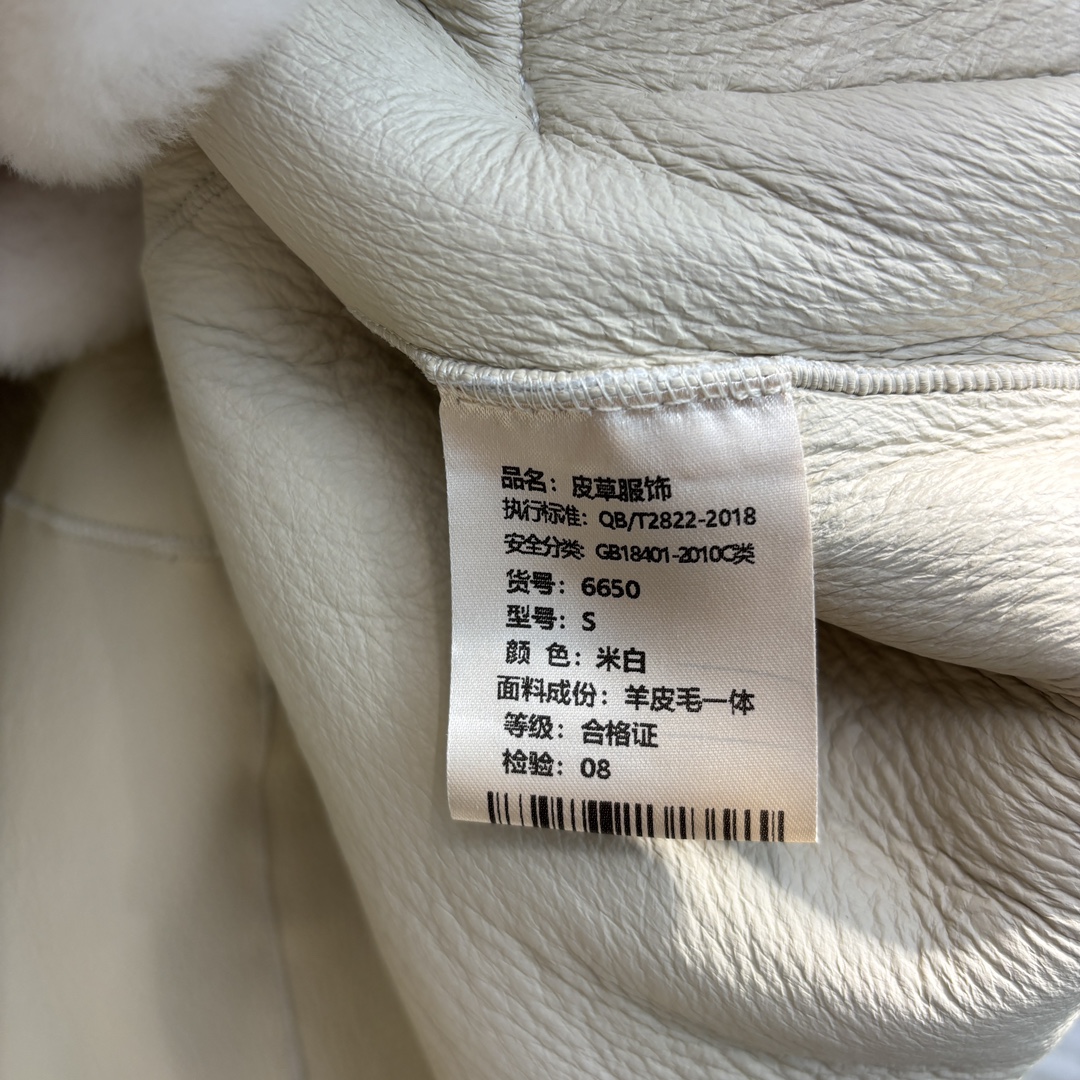 品名：皮草服饰
执行标准：QB/T2822-2018
安全分类：GB18401-2010C类
货号：6650
型号：S
颜 色：米白
面料成份：羊皮毛一体
等级：合格证
检验：08